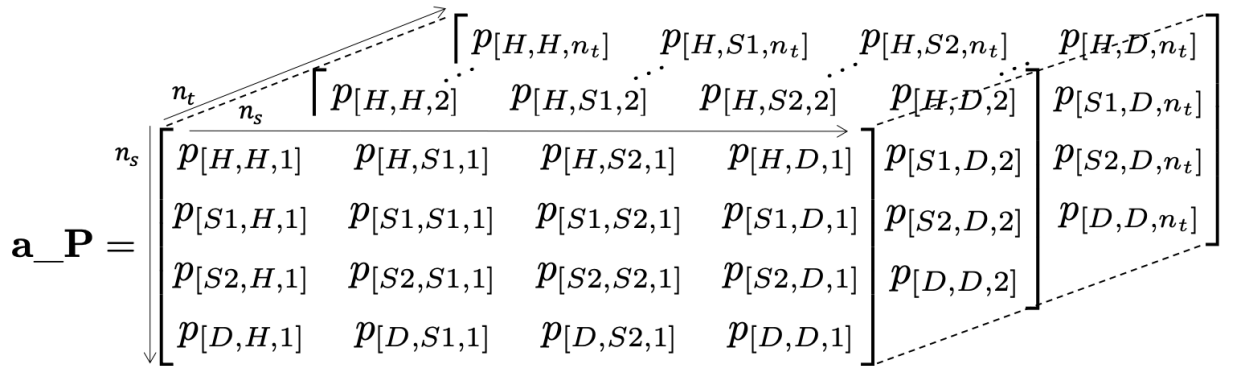 p[H,H,n_t] p[H,S1,n_t] p[H,S2,n_t] p[H,D,n_t]
n_t
p[H,H,2] p[H,S1,2] p[H,S2,2] p[H,D,2] p[S1,D,n_t]
n_s
n_s p[H,H,1] p[H,S1,1] p[H,S2,1] p[H,D,1] p[S1,D,2] p[S2,D,n_t]
p[S1,H,1] p[S1,S1,1] p[S1,S2,1] p[S1,D,1] p[S2,D,2] p[D,D,n_t]
a_P =
p[S2,H,1] p[S2,S1,1] p[S2,S2,1] p[S2,D,1] p[D,D,2]
p[D,H,1] p[D,S1,1] p[D,S2,1] p[D,D,1]